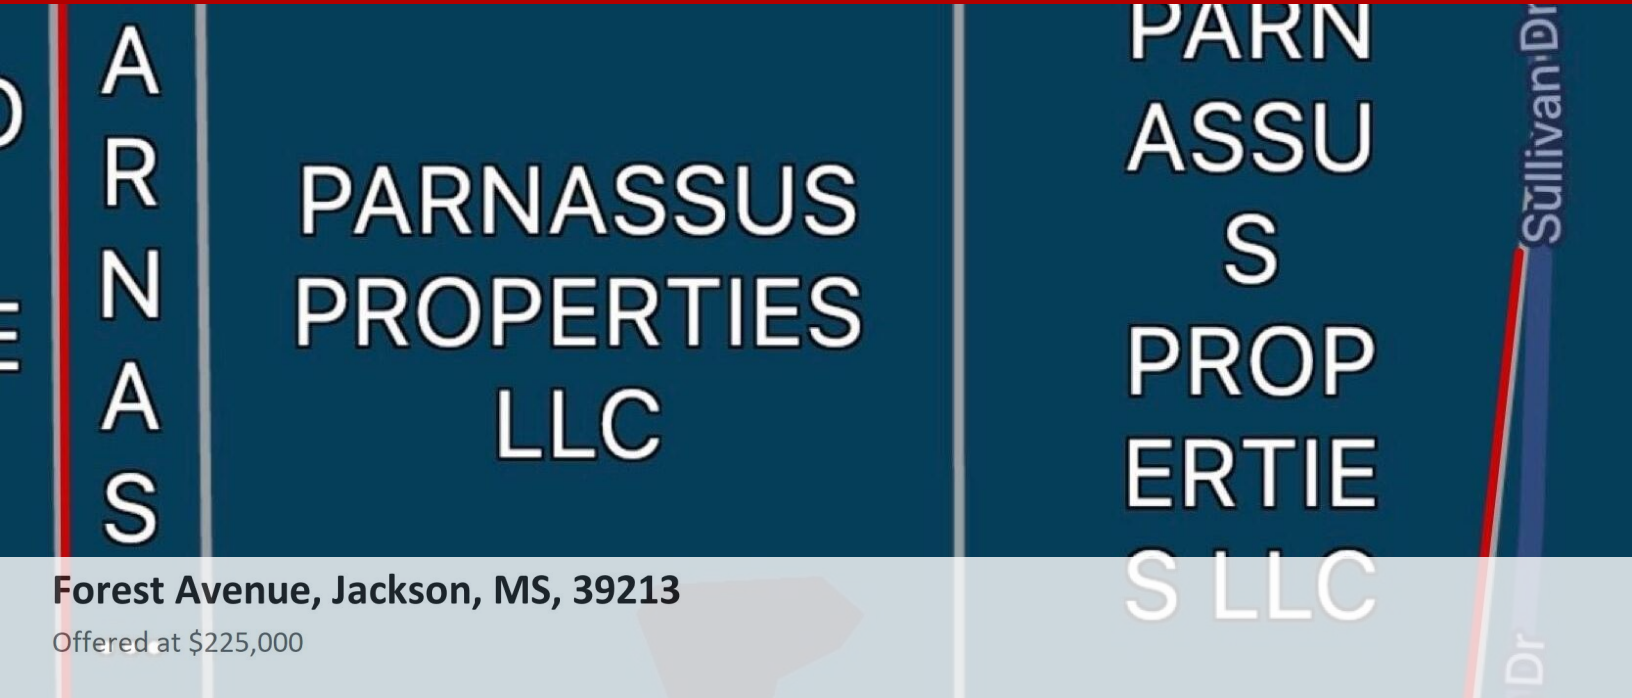 PARNASSUS
PROPERTIES
LLC
A
R
N
A
S
...
PARN
ASSU
S
PROP
ERTIE
S LLC
Sullivan Dr
Dr
Forest Avenue, Jackson, MS, 39213
Offered at $225,000